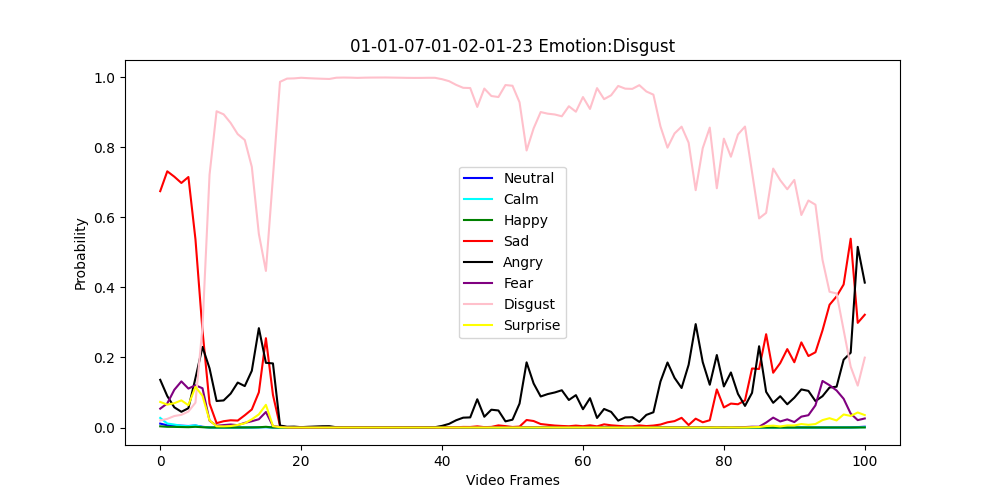 01-01-07-01-02-01-23 Emotion:Disgust
Probability
1.0
0.8
0.6
0.4
0.2
0.0
Neutral
Calm
Happy
Sad
Angry
Fear
Disgust
Surprise
0 20 40 60 80 100
Video Frames